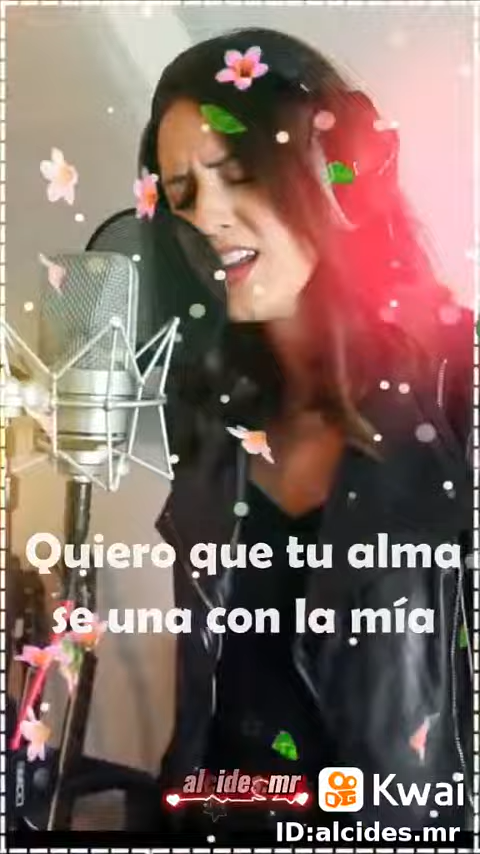 Quiero que tu alma
se una con la mía
alcides.mr
Kwai
ID:alcides.mr